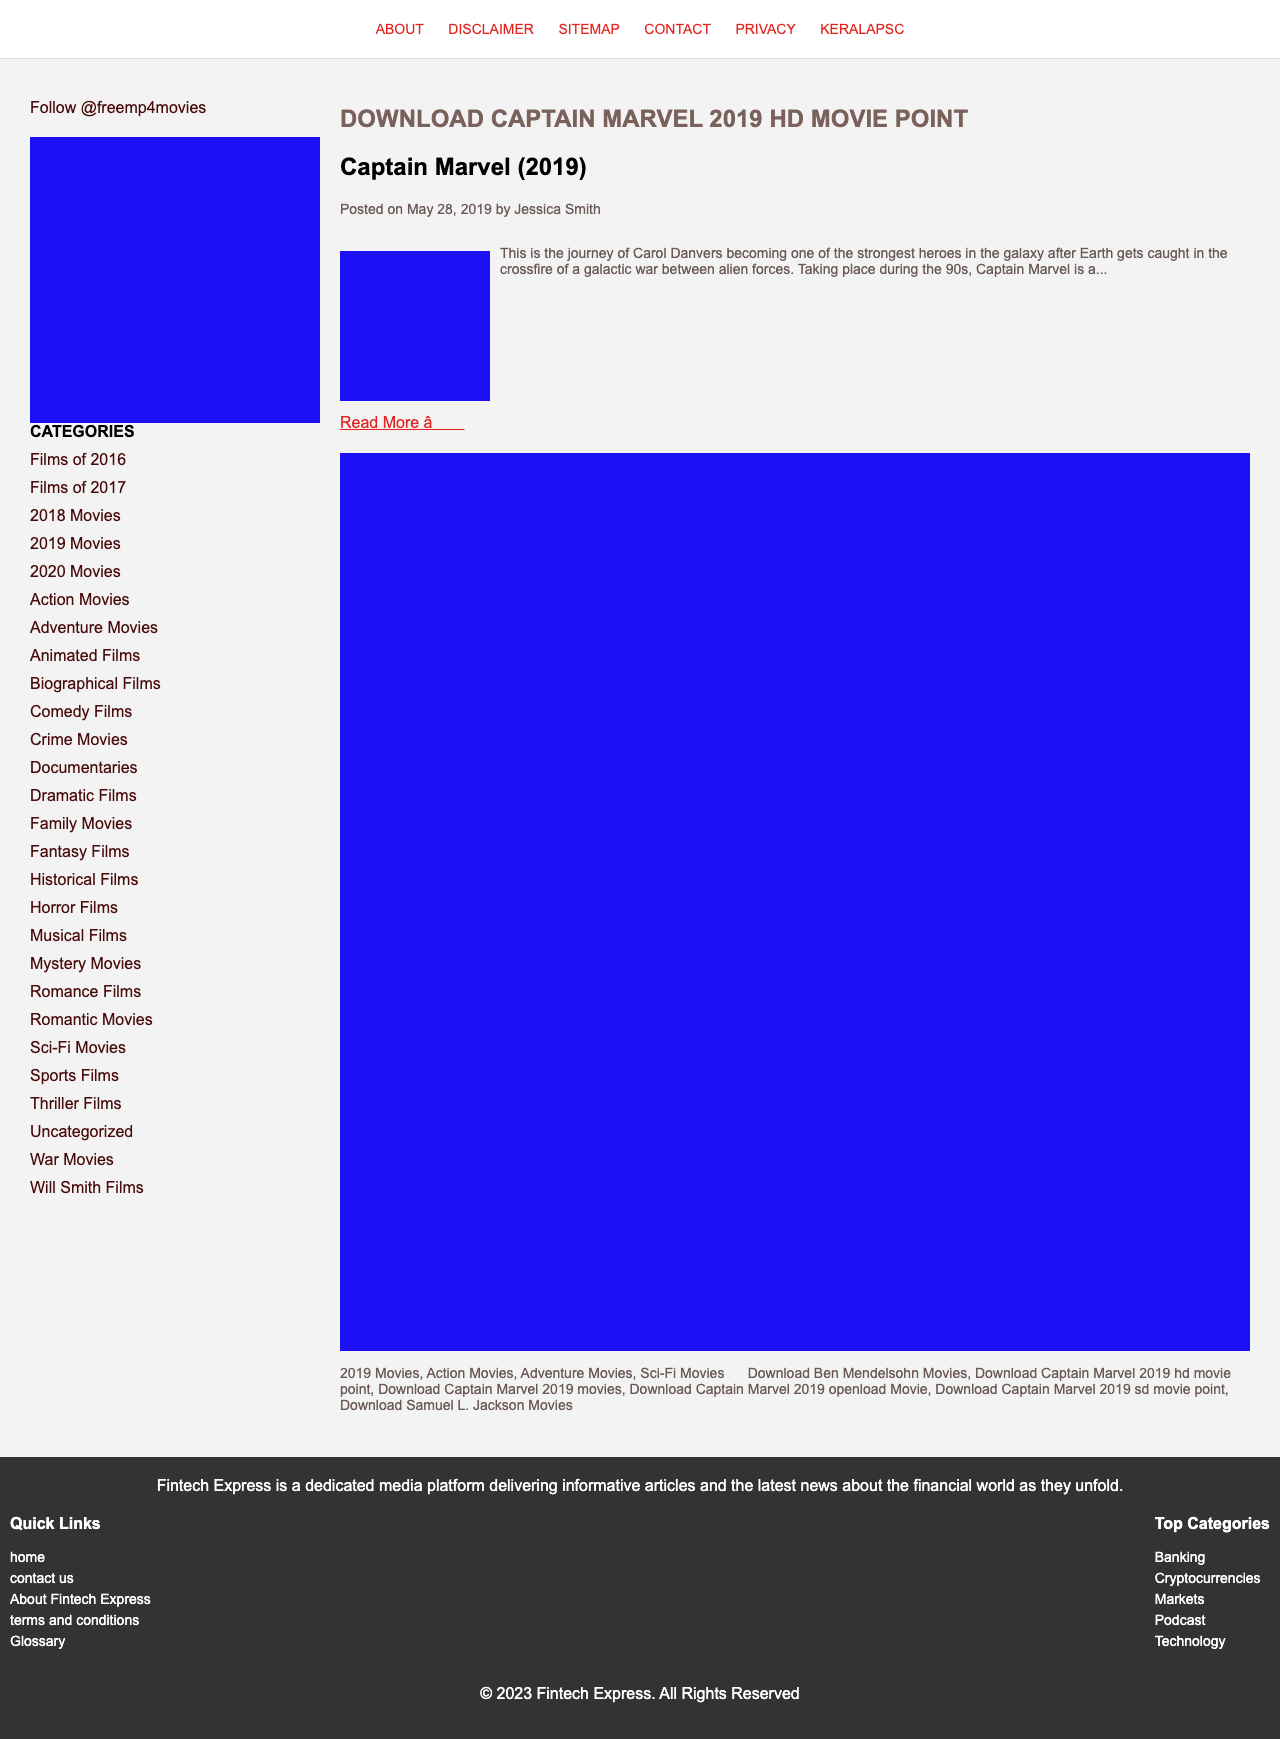 ABOUT DISCLAIMER SITEMAP CONTACT PRIVACY KERALAPSC
Follow @freemp4movies
CATEGORIES
Films of 2016
Films of 2017
2018 Movies
2019 Movies
2020 Movies
Action Movies
Adventure Movies
Animated Films
Biographical Films
Comedy Films
Crime Movies
Documentaries
Dramatic Films
Family Movies
Fantasy Films
Historical Films
Horror Films
Musical Films
Mystery Movies
Romance Films
Romantic Movies
Sci-Fi Movies
Sports Films
Thriller Films
Uncategorized
War Movies
Will Smith Films
DOWNLOAD CAPTAIN MARVEL 2019 HD MOVIE POINT
Captain Marvel (2019)
Posted on May 28, 2019 by Jessica Smith
This is the journey of Carol Danvers becoming one of the strongest heroes in the galaxy after Earth gets caught in the
crossfire of a galactic war between alien forces. Taking place during the 90s, Captain Marvel is a...
Read More â
2019 Movies, Action Movies, Adventure Movies, Sci-Fi Movies Download Ben Mendelsohn Movies, Download Captain Marvel 2019 hd movie
point, Download Captain Marvel 2019 movies, Download Captain Marvel 2019 openload Movie, Download Captain Marvel 2019 sd movie point,
Download Samuel L. Jackson Movies
Fintech Express is a dedicated media platform delivering informative articles and the latest news about the financial world as they unfold.
Quick Links
home
contact us
About Fintech Express
terms and conditions
Glossary
Top Categories
Banking
Cryptocurrencies
Markets
Podcast
Technology
© 2023 Fintech Express. All Rights Reserved